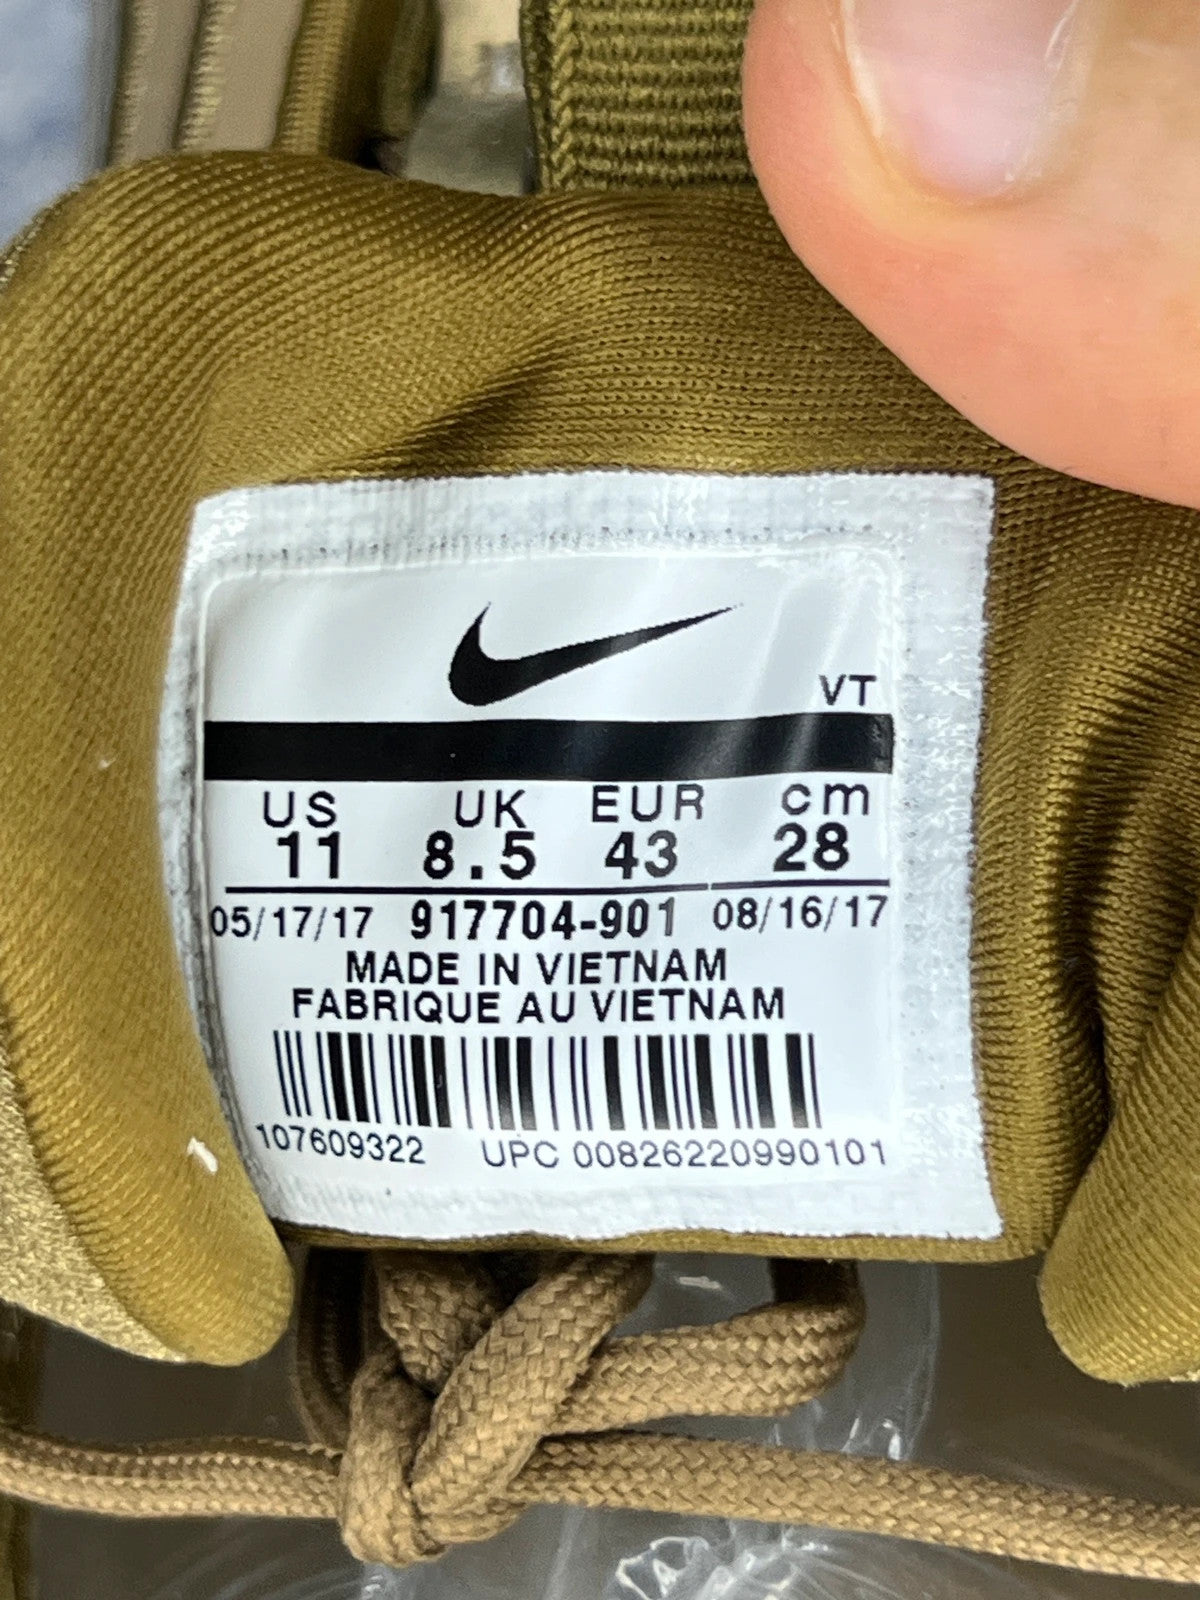 VT
US UK EUR cm
11 8.5 43 28
05/17/17 917704-901 08/16/17
MADE IN VIETNAM
FABRIQUE AU VIETNAM
107609322 UPC 00826220990101